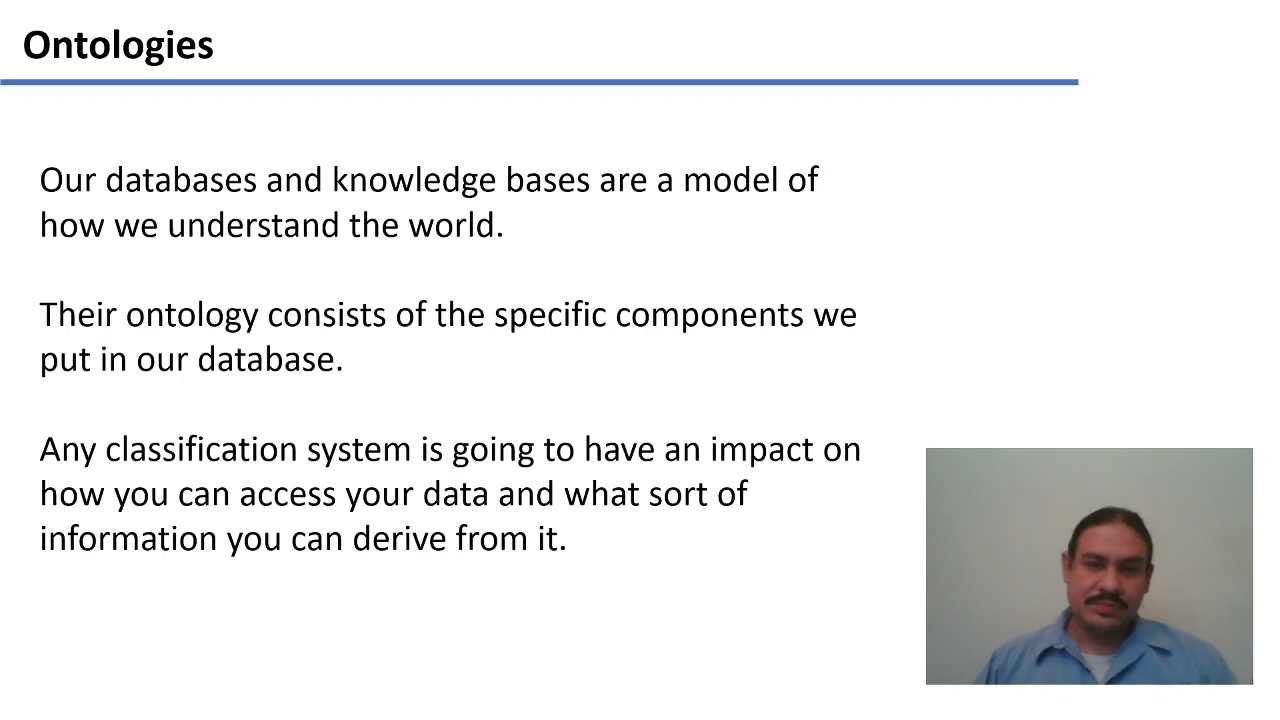 Ontologies
Our databases and knowledge bases are a model of
how we understand the world.
Their ontology consists of the specific components we
put in our database.
Any classification system is going to have an impact on
how you can access your data and what sort of
information you can derive from it.